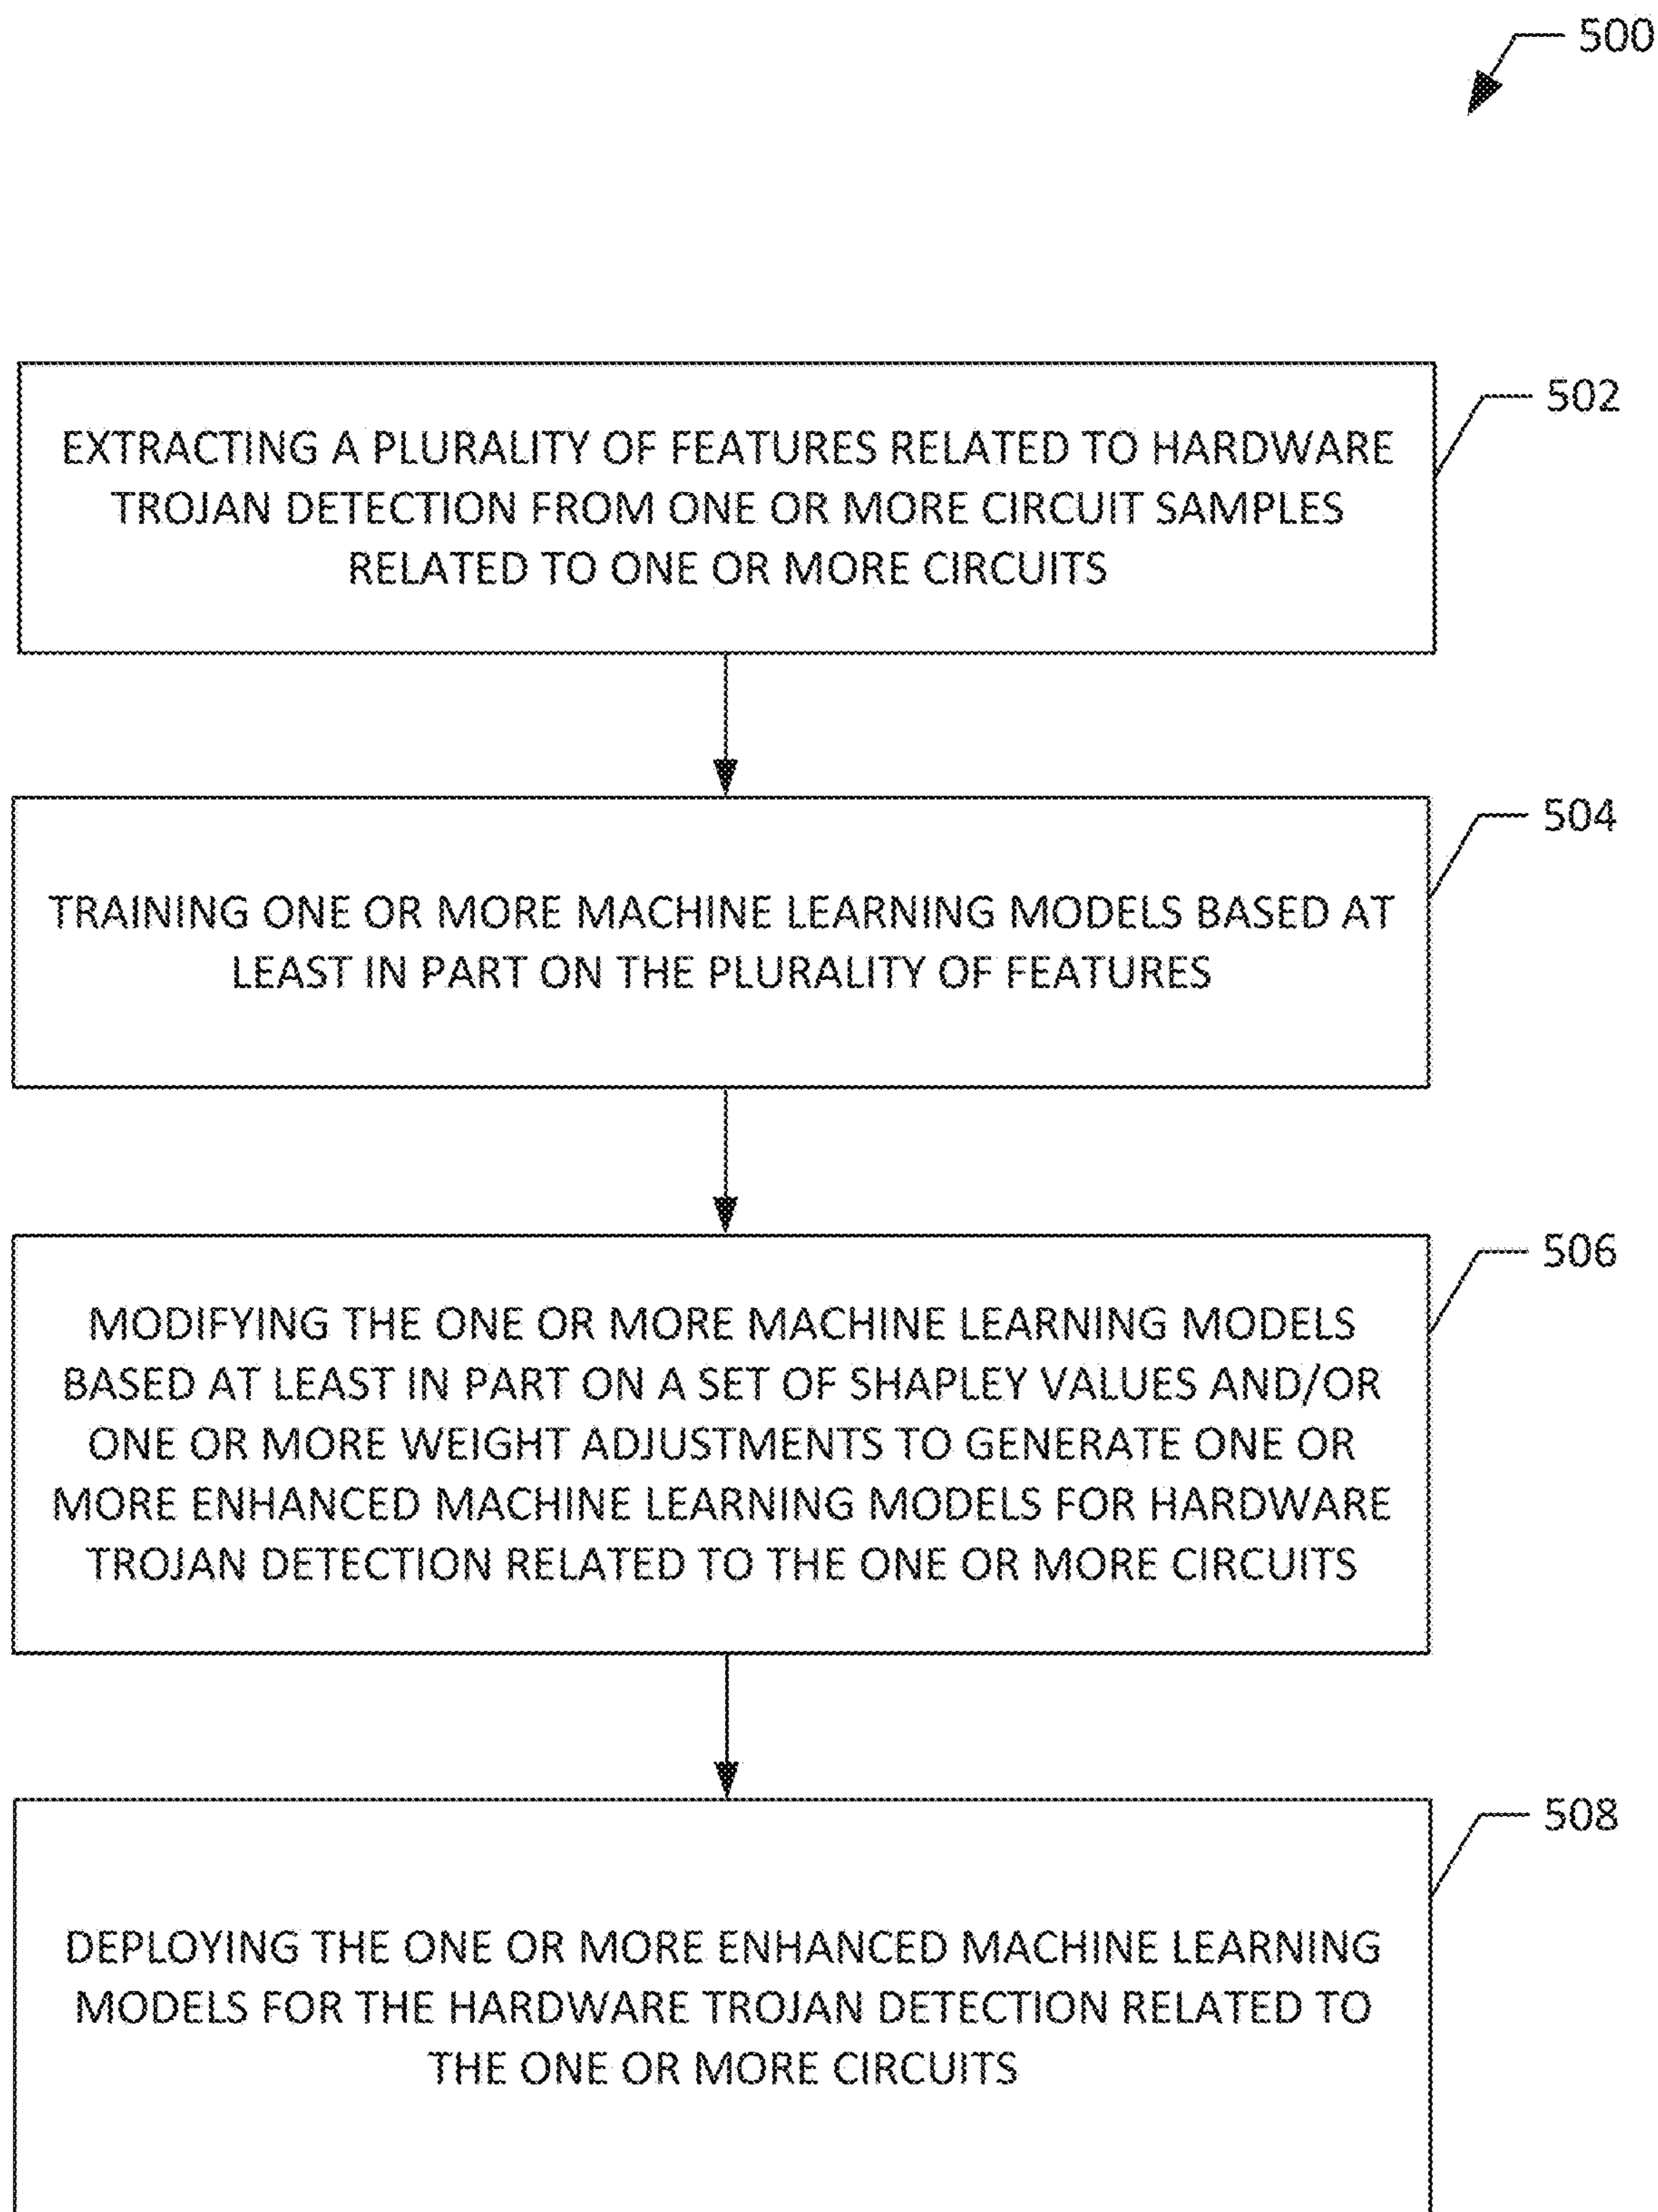 500
502
EXTRACTING A PLURALITY OF FEATURES RELATED TO HARDWARE
TROJAN DETECTION FROM ONE OR MORE CIRCUIT SAMPLES
RELATED TO ONE OR MORE CIRCUITS
504
TRAINING ONE OR MORE MACHINE LEARNING MODELS BASED AT
LEAST IN PART ON THE PLURALITY OF FEATURES
506
MODIFYING THE ONE OR MORE MACHINE LEARNING MODELS
BASED AT LEAST IN PART ON A SET OF SHAPLEY VALUES AND/OR
ONE OR MORE WEIGHT ADJUSTMENTS TO GENERATE ONE OR
MORE ENHANCED MACHINE LEARNING MODELS FOR HARDWARE
TROJAN DETECTION RELATED TO THE ONE OR MORE CIRCUITS
508
DEPLOYING THE ONE OR MORE ENHANCED MACHINE LEARNING
MODELS FOR THE HARDWARE TROJAN DETECTION RELATED TO
THE ONE OR MORE CIRCUITS